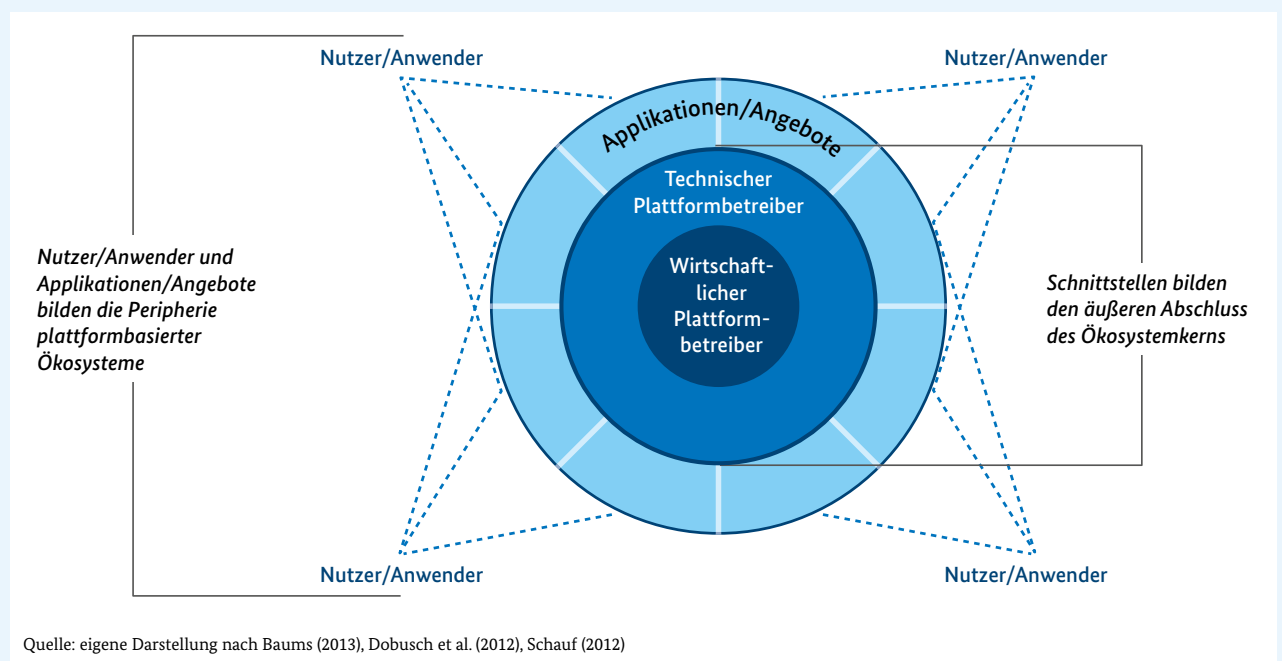 Nutzer/Anwender
Nutzer/Anwender
Applikationen/Angebote
Technischer
Plattformbetreiber
Wirtschaft-
licher
Plattform-
betreiber
Nutzer/Anwender und
Applikationen/Angebote
bilden die Peripherie
plattformbasierter
Ökosysteme
Schnittstellen bilden
den äußeren Abschluss
des Ökosystemkerns
Nutzer/Anwender
Nutzer/Anwender
Quelle: eigene Darstellung nach Baums (2013), Dobusch et al. (2012), Schauf (2012)